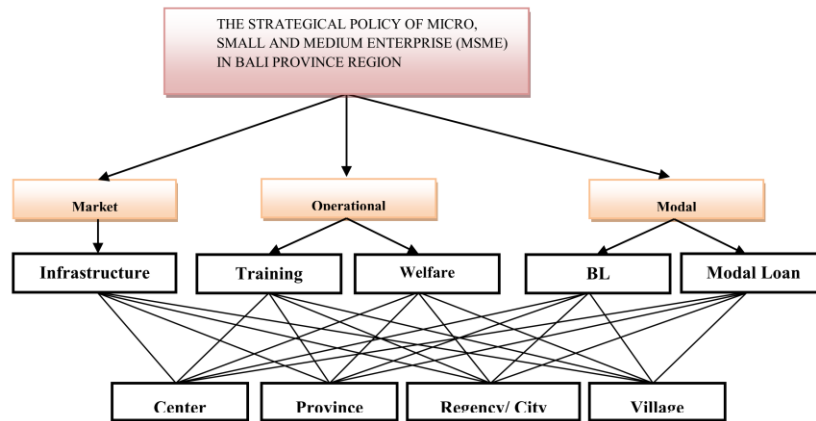 THE STRATEGICAL POLICY OF MICRO,
SMALL AND MEDIUM ENTERPRISE (MSME)
IN BALI PROVINCE REGION
Market
Operational
Modal
Infrastructure
Training
Welfare
BL
Modal Loan
Center
Province
Regency/ City
Village